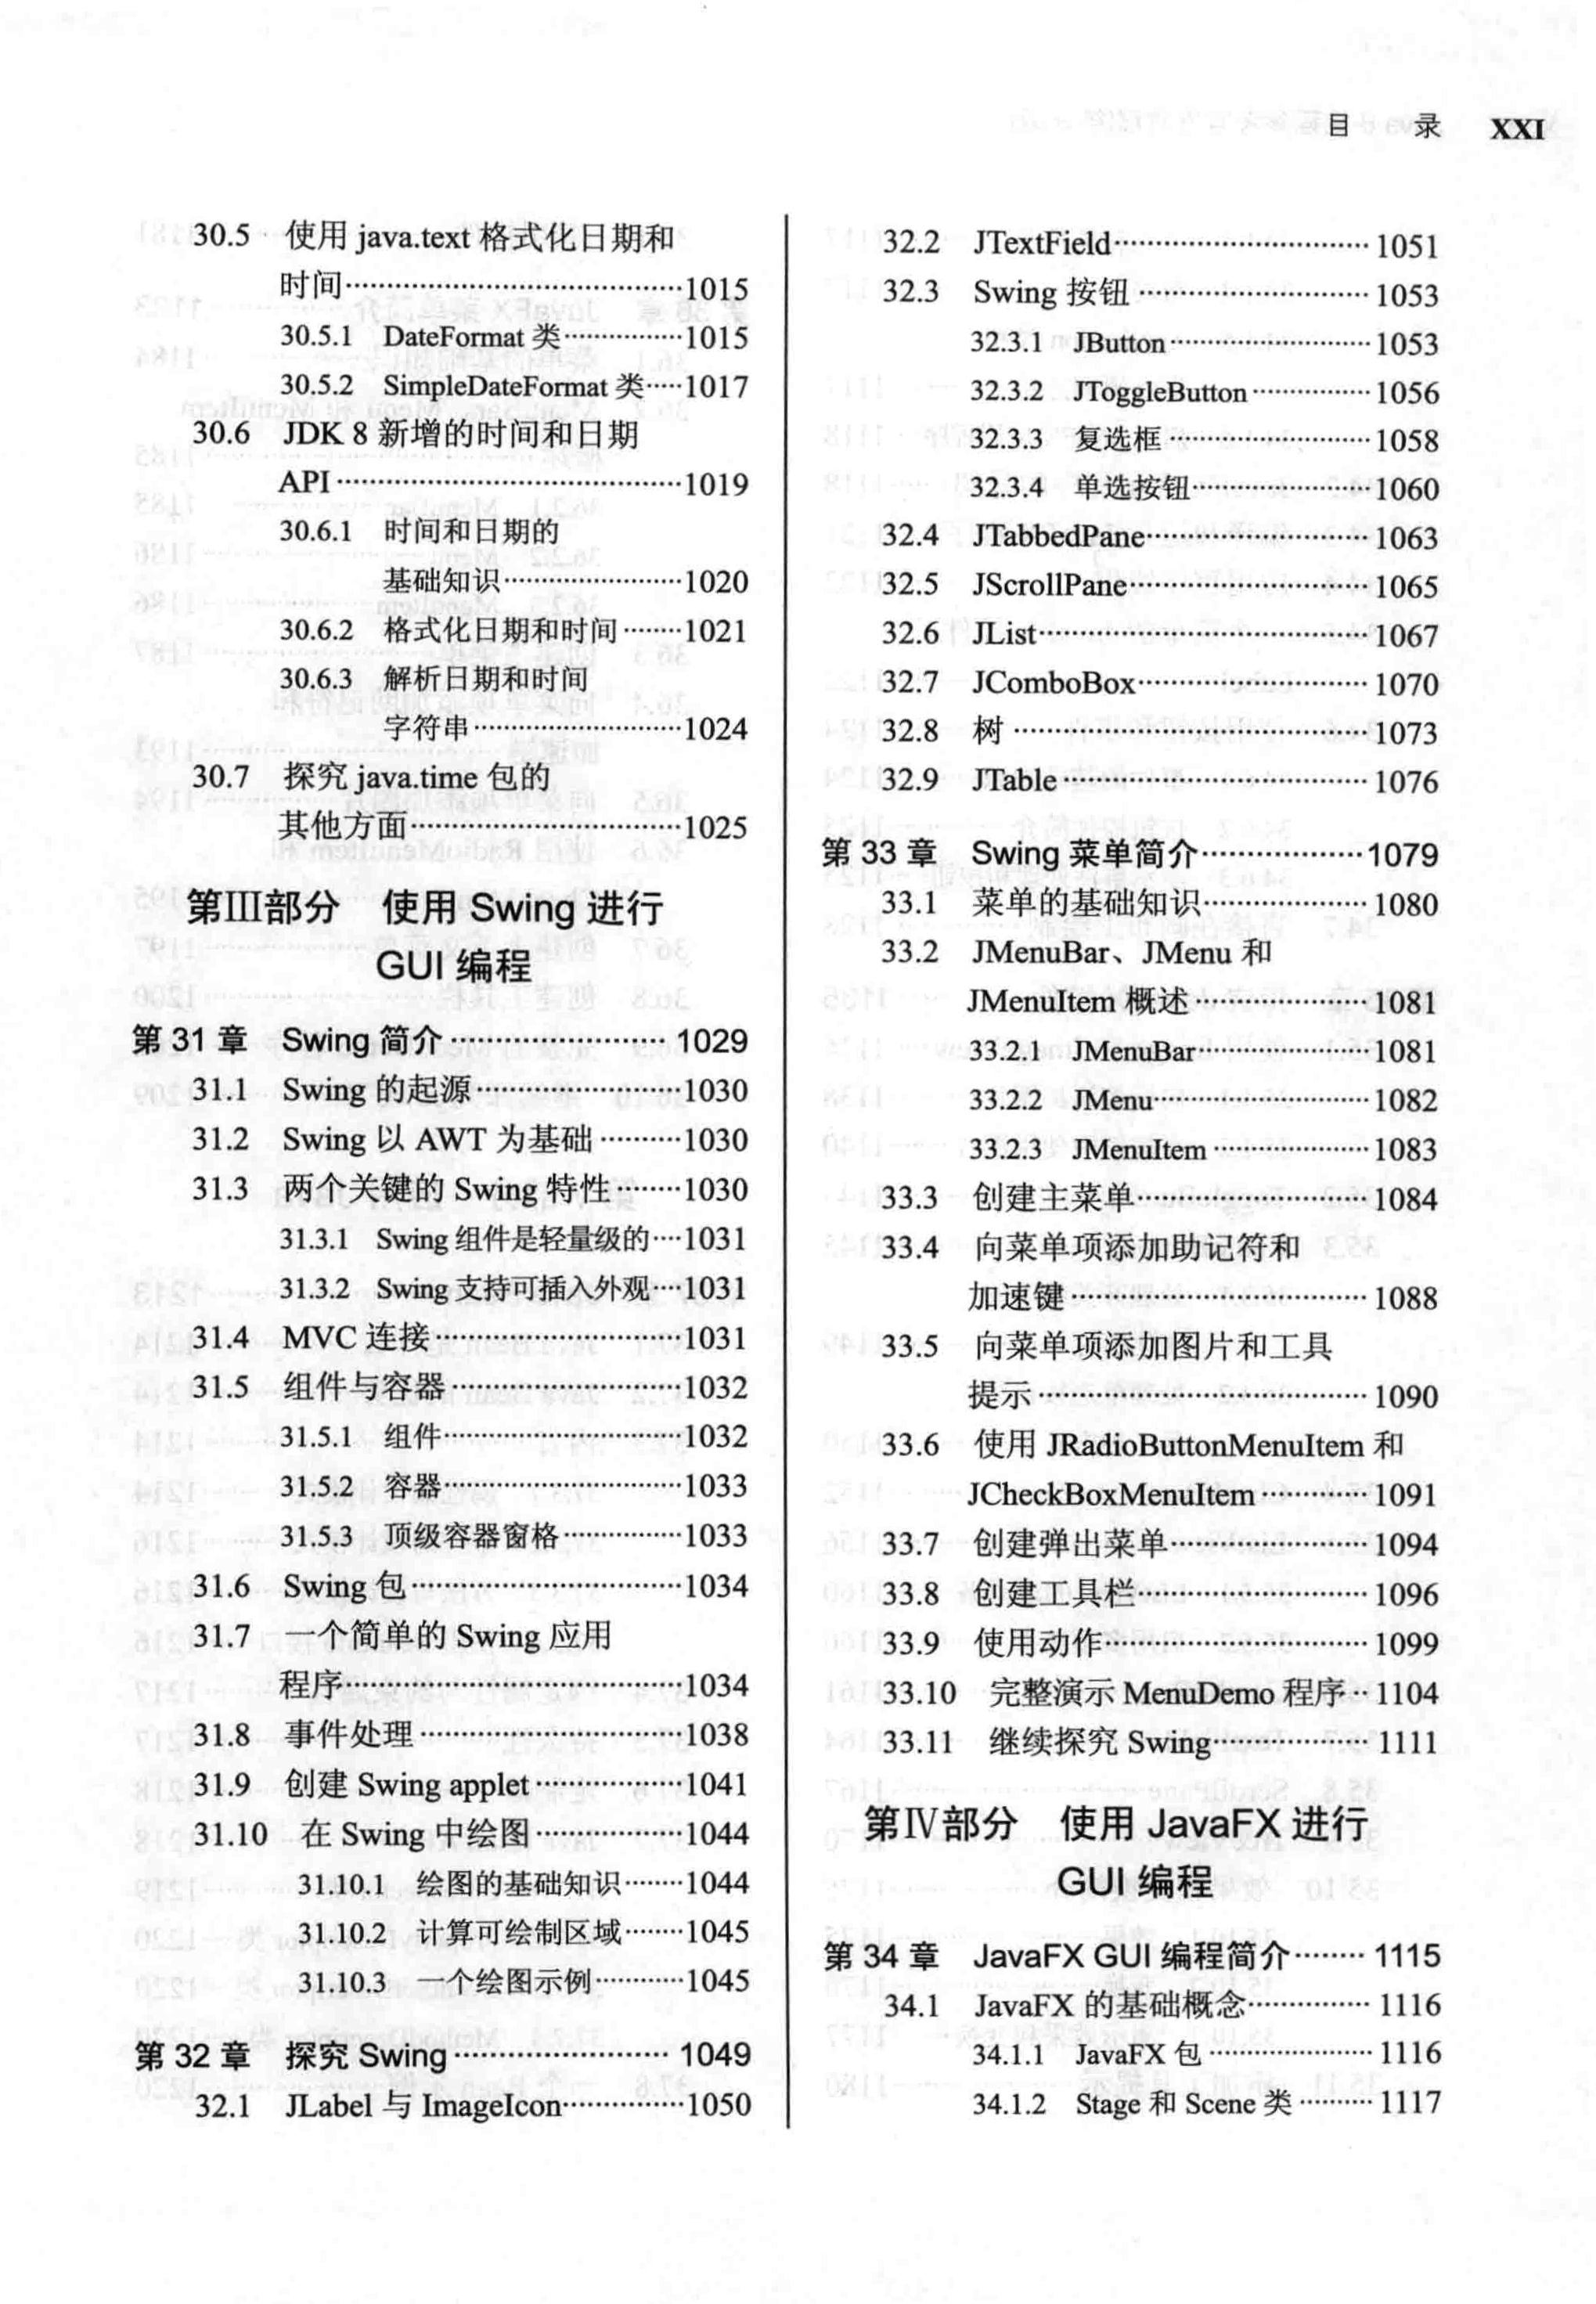 目 录 XXI
30.5 使用 java.text 格式化日期和
时间……………………………1015
30.5.1 DateFormat 类……………1015
30.5.2 SimpleDateFormat 类……1017
30.6 JDK 8 新增的时间和日期
API……………………………1019
30.6.1 时间和日期的
基础知识……………………1020
30.6.2 格式化日期和时间………1021
30.6.3 解析日期和时间
字符串………………………1024
30.7 探究 java.time 包的
其他方面………………………1025
第Ⅲ部分 使用 Swing 进行
GUI 编程
第 31 章 Swing 简介……………………1029
31.1 Swing 的起源……………………1030
31.2 Swing 以 AWT 为基础…………1030
31.3 两个关键的 Swing 特性………1030
31.3.1 Swing 组件是轻量级的……1031
31.3.2 Swing 支持可插入外观……1031
31.4 MVC 连接………………………1031
31.5 组件与容器……………………1032
31.5.1 组件…………………………1032
31.5.2 容器…………………………1033
31.5.3 顶级容器窗格……………1033
31.6 Swing 包…………………………1034
31.7 一个简单的 Swing 应用
程序……………………………1034
31.8 事件处理………………………1038
31.9 创建 Swing applet………………1041
31.10 在 Swing 中绘图………………1044
31.10.1 绘图的基础知识………1044
31.10.2 计算可绘制区域………1045
31.10.3 一个绘图示例…………1045
第 32 章 探究 Swing……………………1049
32.1 JLabel 与 ImageIcon……………1050
32.2 JTextField………………………1051
32.3 Swing 按钮………………………1053
32.3.1 JButton……………………1053
32.3.2 JToggleButton……………1056
32.3.3 复选框……………………1058
32.3.4 单选按钮…………………1060
32.4 JTabbedPane……………………1063
32.5 JScrollPane………………………1065
32.6 JList………………………………1067
32.7 JComboBox………………………1070
32.8 树…………………………………1073
32.9 JTable……………………………1076
第 33 章 Swing 菜单简介………………1079
33.1 菜单的基础知识………………1080
33.2 JMenuBar、JMenu 和
JMenuItem 概述………………1081
33.2.1 JMenuBar…………………1081
33.2.2 JMenu………………………1082
33.2.3 JMenuItem…………………1083
33.3 创建主菜单……………………1084
33.4 向菜单项添加助记符和
加速键…………………………1088
33.5 向菜单项添加图片和工具
提示……………………………1090
33.6 使用 JRadioButtonMenuItem 和
JCheckBoxMenuItem…………1091
33.7 创建弹出菜单…………………1094
33.8 创建工具栏……………………1096
33.9 使用动作………………………1099
33.10 完整演示 MenuDemo 程序…1104
33.11 继续探究 Swing………………1111
第Ⅳ部分 使用 JavaFX 进行
GUI 编程
第 34 章 JavaFX GUI 编程简介………1115
34.1 JavaFX 的基础概念……………1116
34.1.1 JavaFX 包…………………1116
34.1.2 Stage 和 Scene 类…………1117